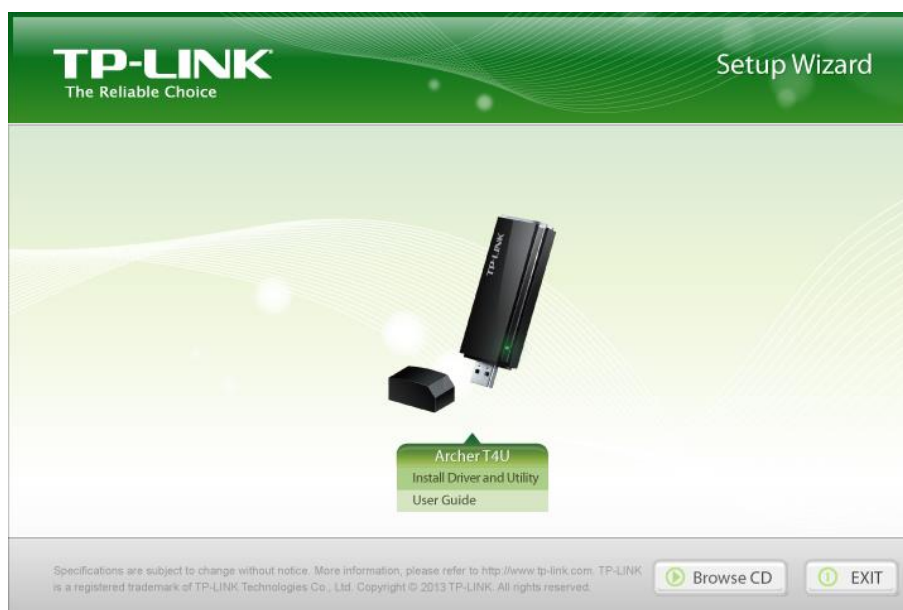 TP-LINK
The Reliable Choice
Setup Wizard
TP-LINK
Archer T4U
Install Driver and Utility
User Guide
Specifications are subject to change without notice. More information, please refer to http://www.tp-link.com. TP-LINK
is a registered trademark of TP-LINK Technologies Co., Ltd. Copyright © 2013 TP-LINK. All rights reserved.
Browse CD
EXIT